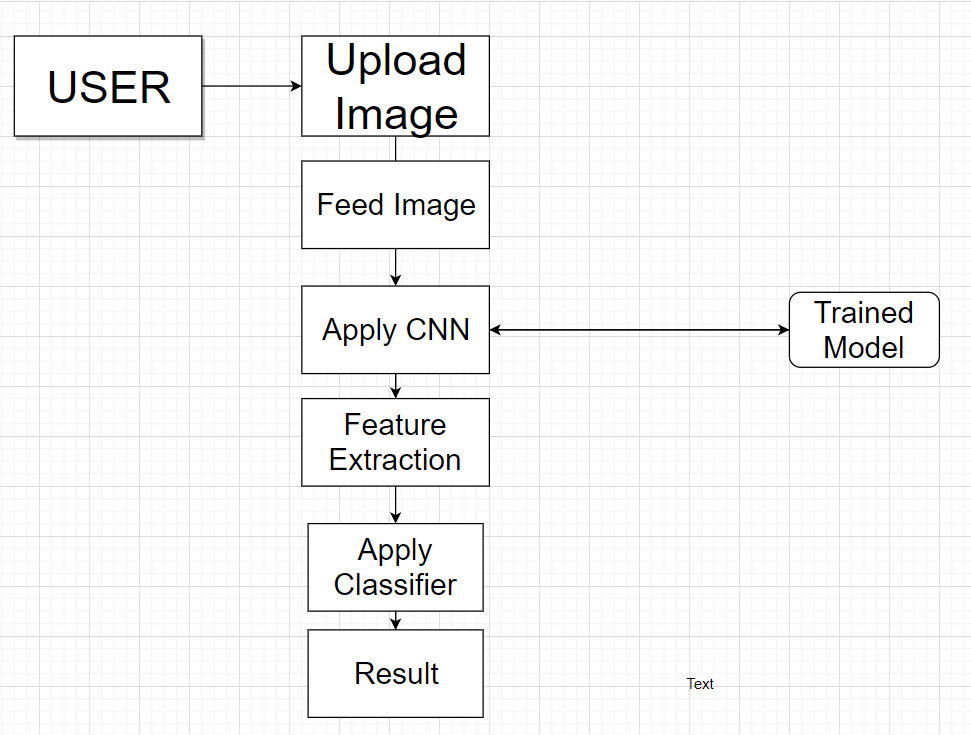 USER
Upload
Image
Feed Image
Apply CNN
Trained
Model
Feature
Extraction
Apply
Classifier
Result
Text